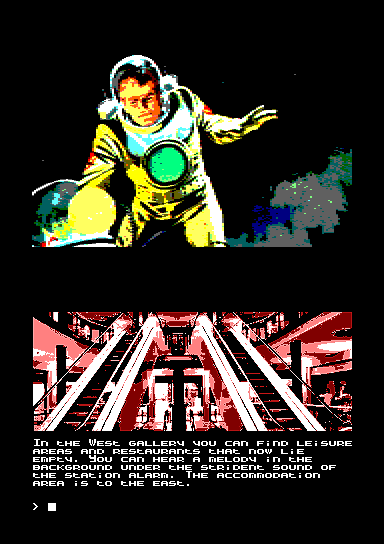 In the West gallery you can find leisure
areas and restaurants that now lie
empty. You can hear a melody in the
background under the strident sound of
the station alarm. The accommodation
area is to the east.
>